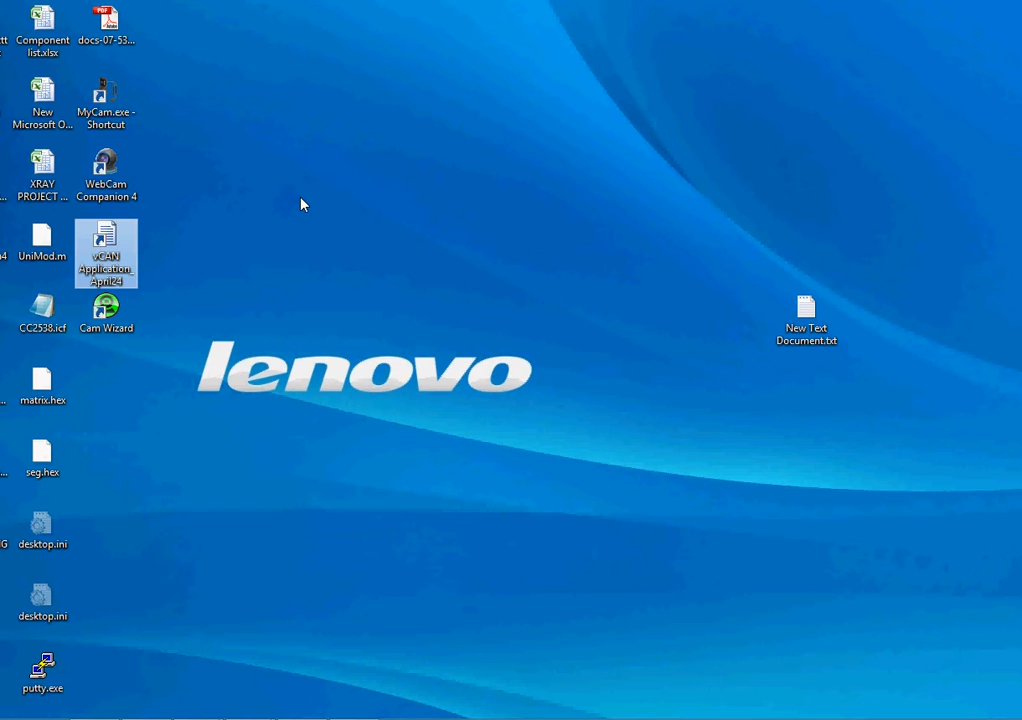 Component
list.xlsx
docs-07-53...
New
Microsoft O...
MyCam.exe -
Shortcut
XRAY
PROJECT ...
WebCam
Companion 4
UniMod.m
vCAN
Application_
April24
CC2538.icf
Cam Wizard
New Text
Document.txt
lenovo
matrix.hex
seg.hex
desktop.ini
desktop.ini
putty.exe